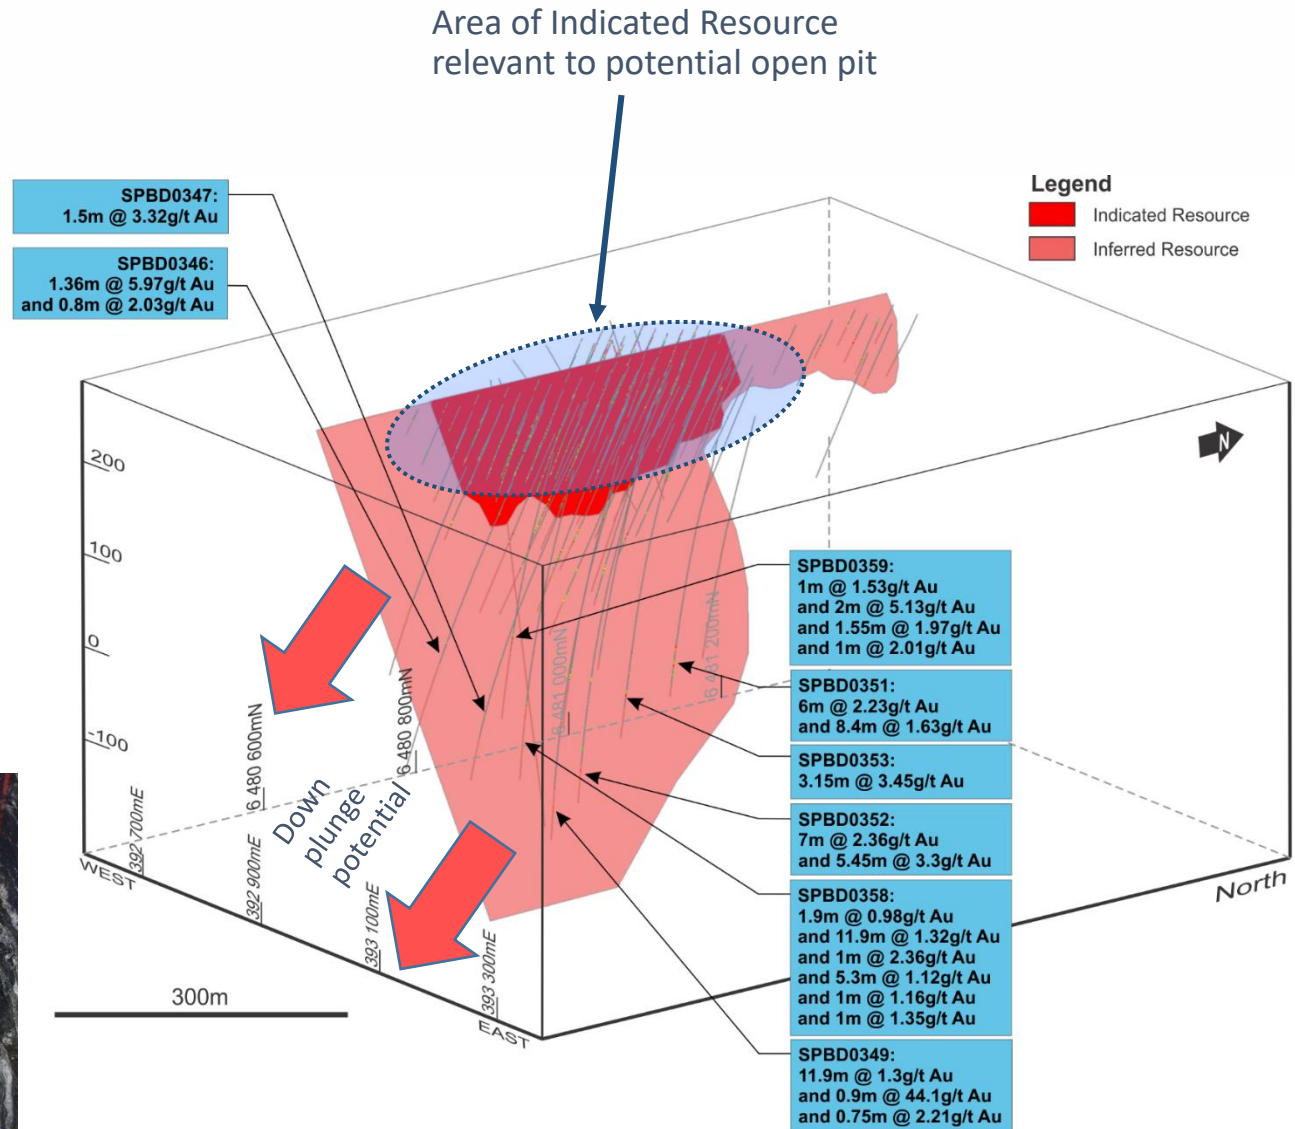 Area of Indicated Resource
relevant to potential open pit
Legend
Indicated Resource
Inferred Resource
SPBD0347:
1.5m @ 3.32g/t Au
SPBD0346:
1.36m @ 5.97g/t Au
and 0.8m @ 2.03g/t Au
N
200
100
0
-100
SPBD0359:
1m @ 1.53g/t Au
and 2m @ 5.13g/t Au
and 1.55m @ 1.97g/t Au
and 1m @ 2.01g/t Au
SPBD0351:
6m @ 2.23g/t Au
and 8.4m @ 1.63g/t Au
SPBD0353:
3.15m @ 3.45g/t Au
SPBD0352:
7m @ 2.36g/t Au
and 5.45m @ 3.3g/t Au
SPBD0358:
1.9m @ 0.98g/t Au
and 11.9m @ 1.32g/t Au
and 1m @ 2.36g/t Au
and 5.3m @ 1.12g/t Au
and 1m @ 1.16g/t Au
and 1m @ 1.35g/t Au
SPBD0349:
11.9m @ 1.3g/t Au
and 0.9m @ 44.1g/t Au
and 0.75m @ 2.21g/t Au
6 480 600mN
6 480 800mN
6 481 000mN
6 481 200mN
Down
plunge
potential
392 700mE
392 900mE
393 100mE
393 300mE
WEST
EAST
North
300m